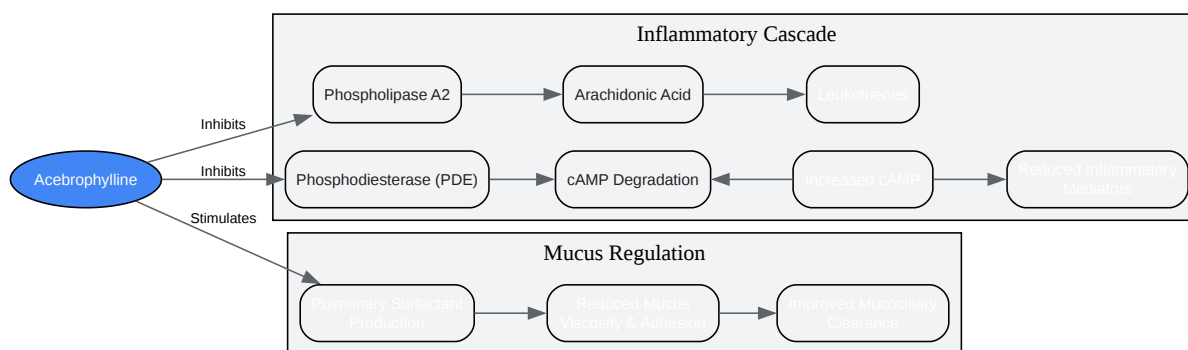 Inflammatory Cascade
Phospholipase A2
Arachidonic Acid
Leukotrienes
Inhibits
Acebrophylline
Inhibits
Phosphodiesterase (PDE)
cAMP Degradation
Increased cAMP
Reduced Inflammatory
Mediators
Stimulates
Mucus Regulation
Pulmonary Surfactant
Production
Reduced Mucus
Viscosity & Adhesion
Improved Mucociliary
Clearance